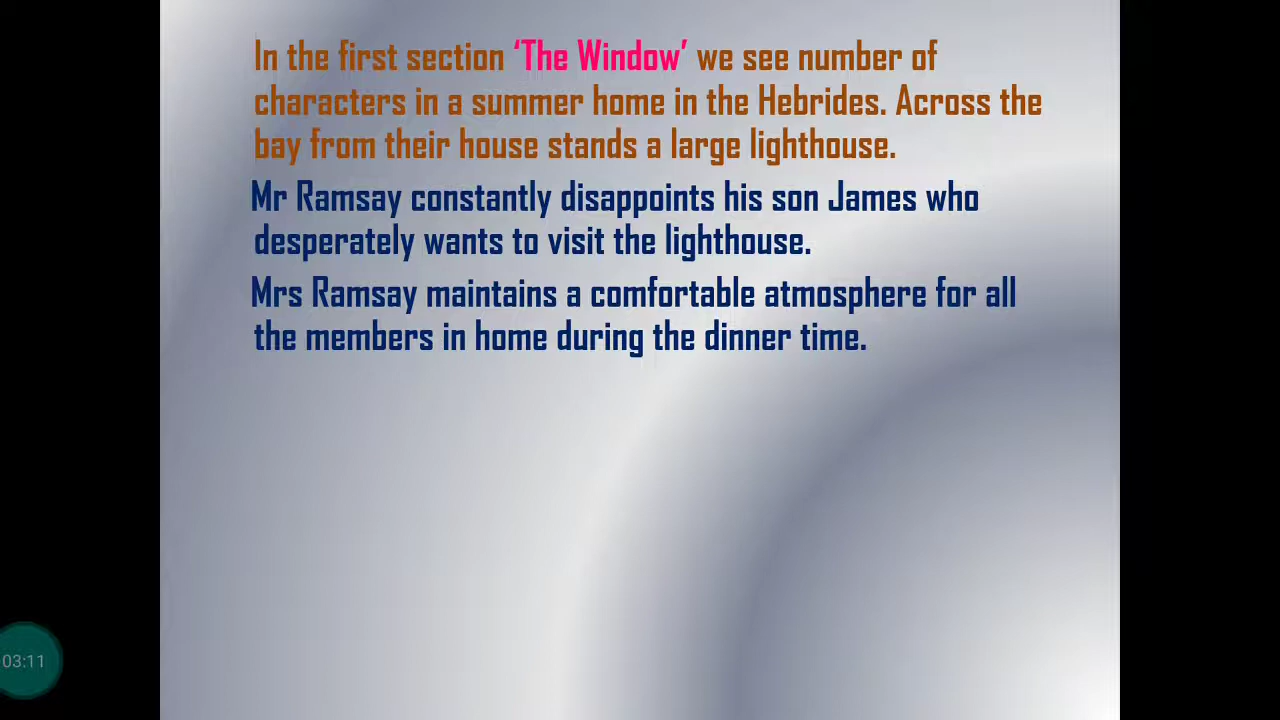 In the first section ‘The Window’ we see number of
characters in a summer home in the Hebrides. Across the
bay from their house stands a large lighthouse.
Mr Ramsay constantly disappoints his son James who
desperately wants to visit the lighthouse.
Mrs Ramsay maintains a comfortable atmosphere for all
the members in home during the dinner time.
03:11